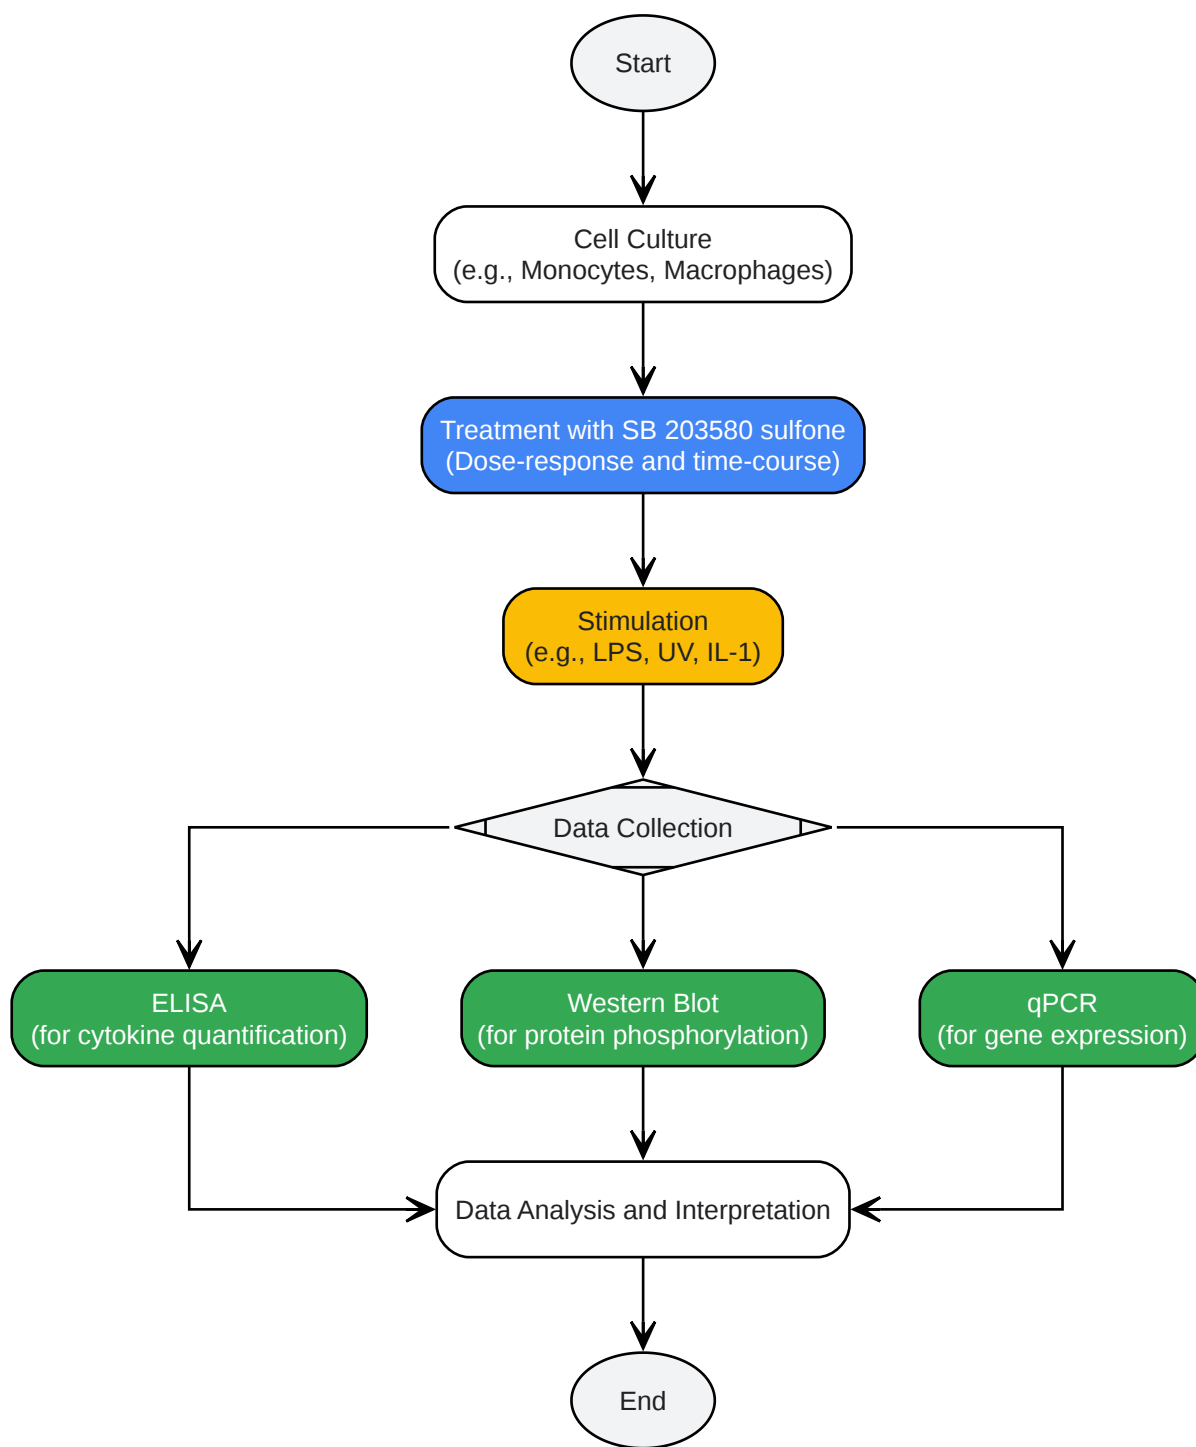 Start
Cell Culture
(e.g., Monocytes, Macrophages)
Treatment with SB 203580 sulfone
(Dose-response and time-course)
Stimulation
(e.g., LPS, UV, IL-1)
Data Collection
ELISA
(for cytokine quantification)
Western Blot
(for protein phosphorylation)
qPCR
(for gene expression)
Data Analysis and Interpretation
End